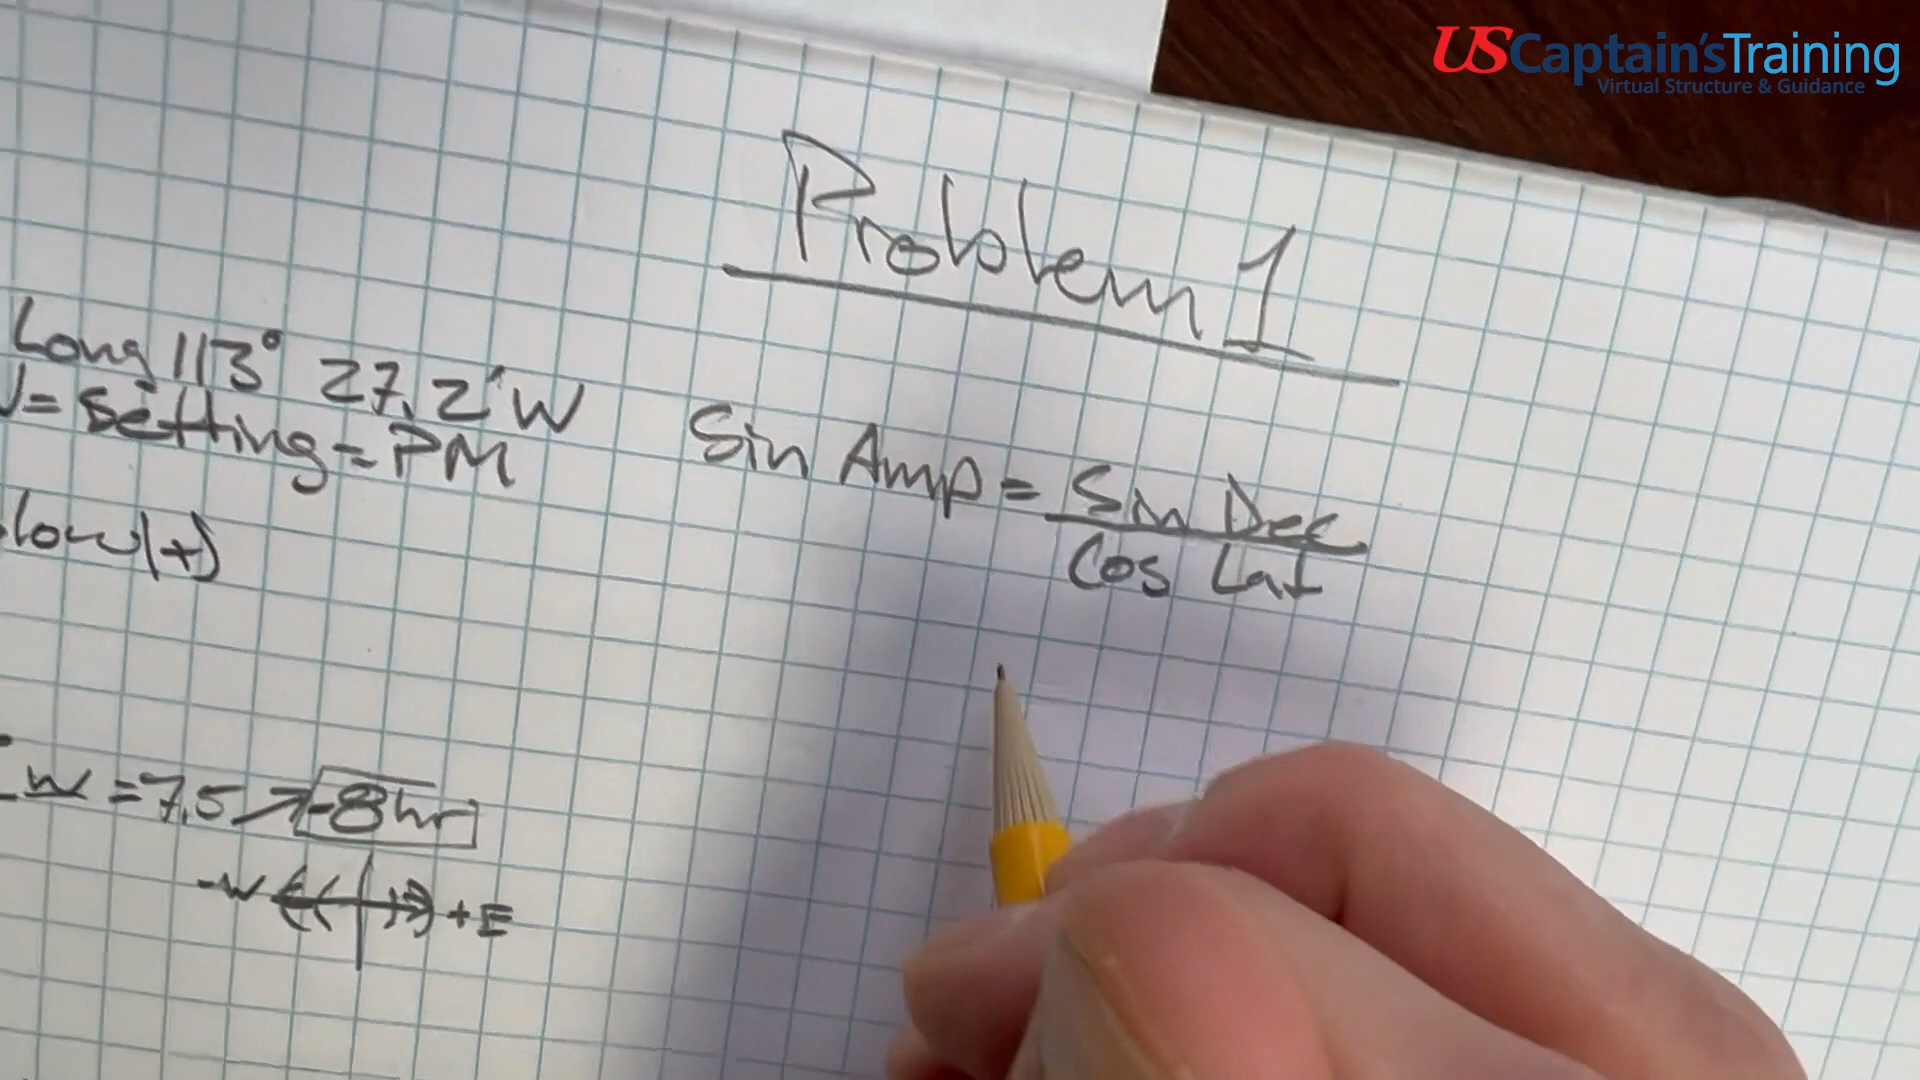 USCaptain'sTraining
Virtual Structure & Guidance
Problem 1
Long 113° 27.2' W
= Setting = PM
Sin Amp = Sin Dec
Cos Lat
(+)
W = 7.5 → -8hr
-W + E